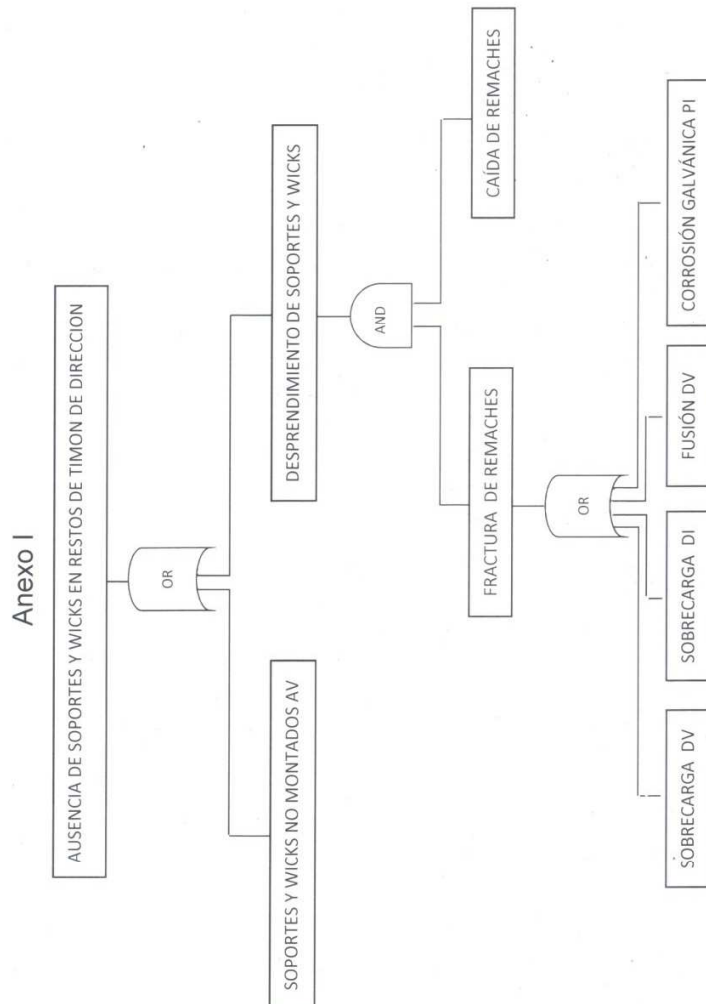 Anexo I
AUSENCIA DE SOPORTES Y WICKS EN RESTOS DE TIMON DE DIRECCION
OR
SOPORTES Y WICKS NO MONTADOS AV
DESPRENDIMIENTO DE SOPORTES Y WICKS
AND
FRACTURA DE REMACHES
CAÍDA DE REMACHES
OR
SOBRECARGA DV
SOBRECARGA DI
FUSIÓN DV
CORROSIÓN GALVÁNICA PI